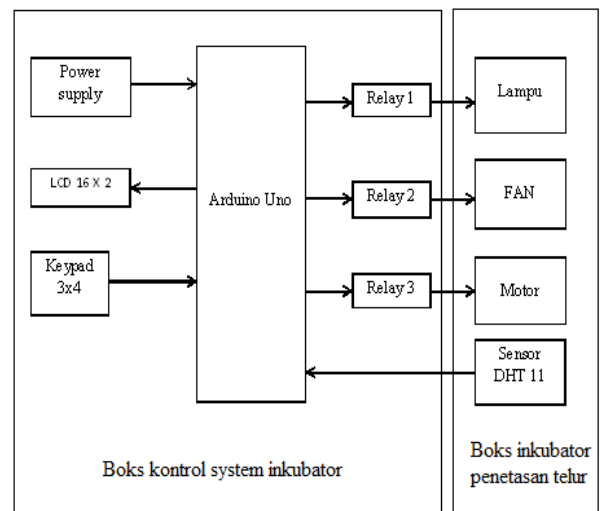 Power
supply
LCD 16 X 2
Keypad
3x4
Arduino Uno
Relay 1
Relay 2
Relay 3
Lampu
FAN
Motor
Sensor
DHT 11
Boks kontrol system inkubator
Boks inkubator
penetasan telur